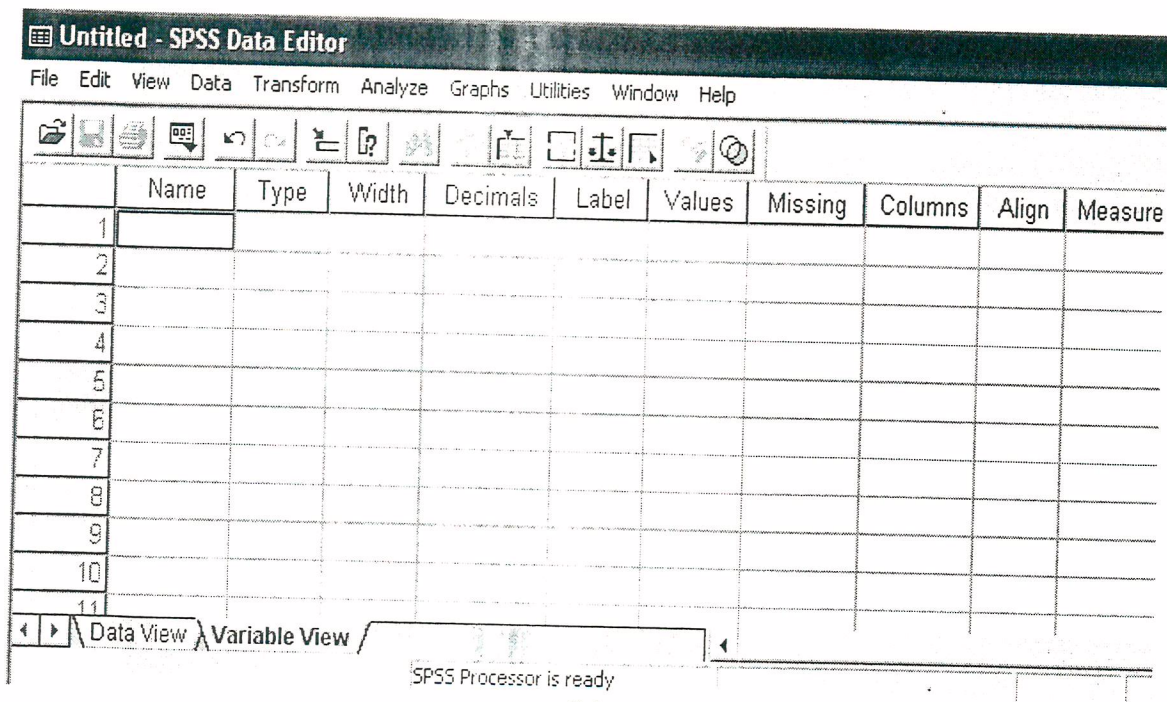 Untitled - SPSS Data Editor
File Edit View Data Transform Analyze Graphs Utilities Window Help
Name Type Width Decimals Label Values Missing Columns Align Measure
1
2
3
4
5
6
7
8
9
10
11
Data View Variable View
SPSS Processor is ready